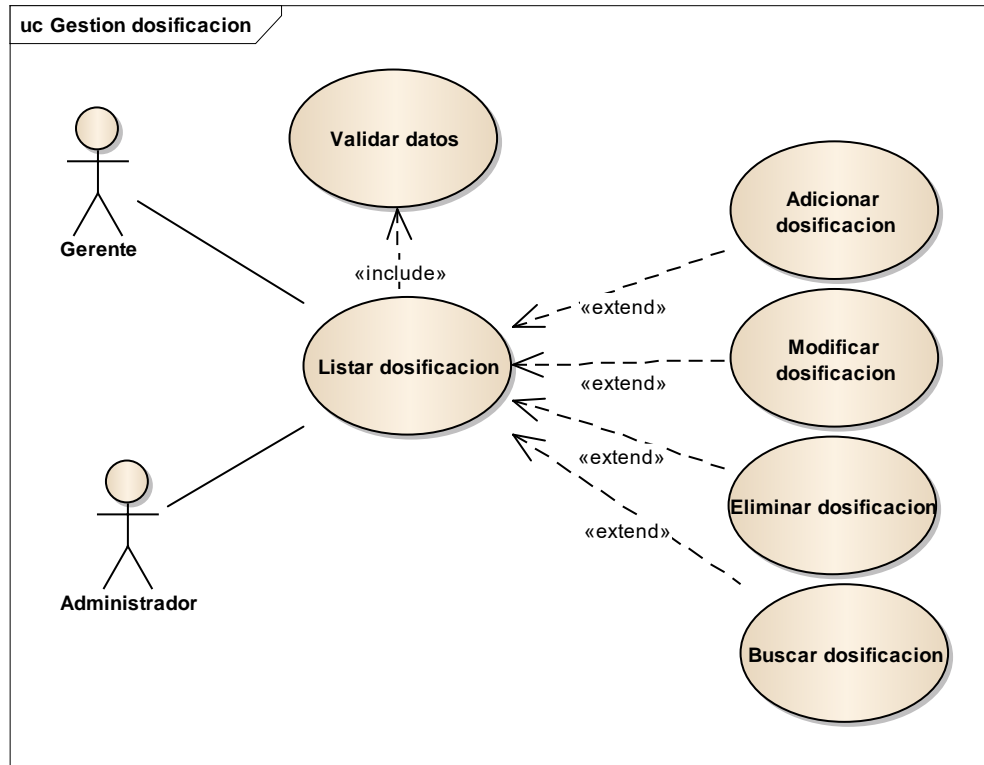 uc Gestion dosificacion
Gerente
Validar datos
«include»
Listar dosificacion
Administrador
Adicionar
dosificacion
«extend»
Modificar
dosificacion
«extend»
Eliminar dosificacion
«extend»
Buscar dosificacion
«extend»